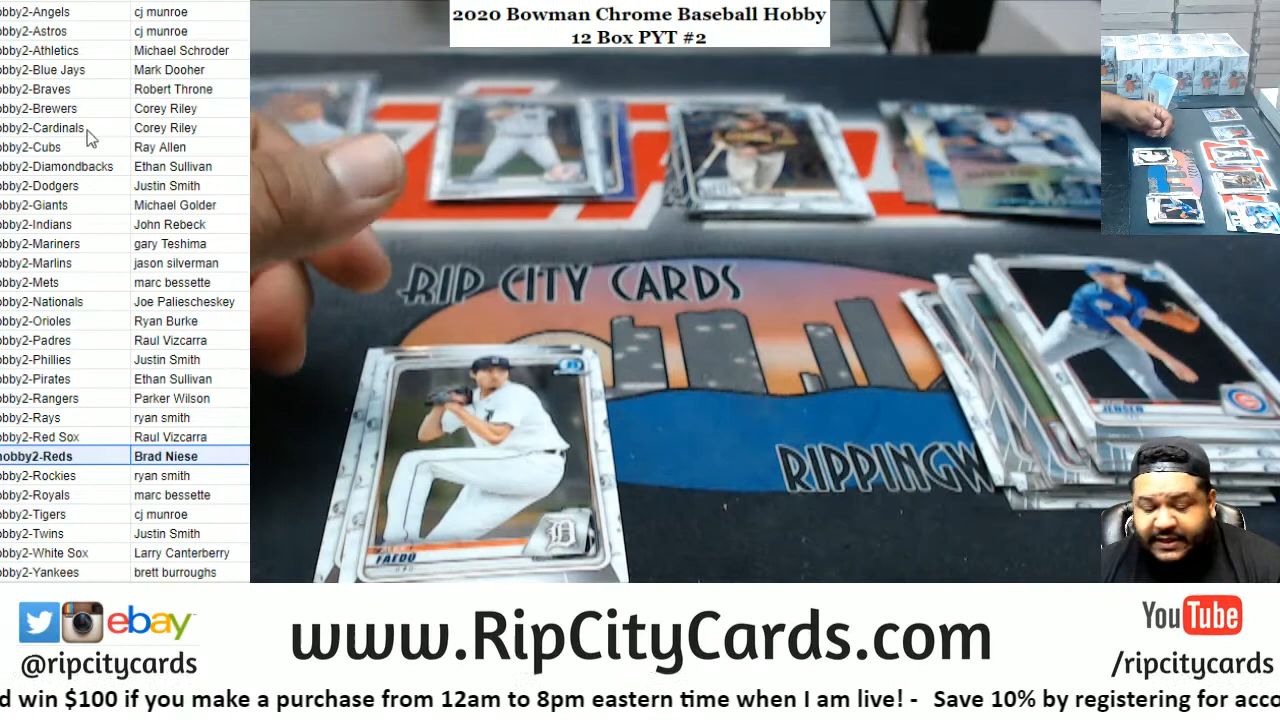 2020 Bowman Chrome Baseball Hobby
12 Box PYT #2
obby2-Angels cj munroe
obby2-Astros cj munroe
obby2-Athletics Michael Schroder
obby2-Blue Jays Mark Dooher
obby2-Braves Robert Throne
obby2-Brewers Corey Riley
obby2-Cardinals Corey Riley
obby2-Cubs Ray Allen
obby2-Diamondbacks Ethan Sullivan
obby2-Dodgers Justin Smith
obby2-Giants Michael Golder
obby2-Indians John Rebeck
obby2-Mariners gary Teshima
obby2-Marlins jason silverman
obby2-Mets marc bessette
obby2-Nationals Joe Paliescheskey
obby2-Orioles Ryan Burke
obby2-Padres Raul Vizcarra
obby2-Phillies Justin Smith
obby2-Pirates Ethan Sullivan
obby2-Rangers Parker Wilson
obby2-Rays ryan smith
obby2-Red Sox Raul Vizcarra
hobby2-Reds Brad Niese
obby2-Rockies ryan smith
obby2-Royals marc bessette
obby2-Tigers cj munroe
obby2-Twins Justin Smith
obby2-White Sox Larry Canterberry
obby2-Yankees brett burroughs
RIP CITY CARDS
RIPPINGW
JENSEN
FAEDO
ebay
@ripcitycards
www.RipCityCards.com
YouTube
/ripcitycards
d win $100 if you make a purchase from 12am to 8pm eastern time when I am live! - Save 10% by registering for acco